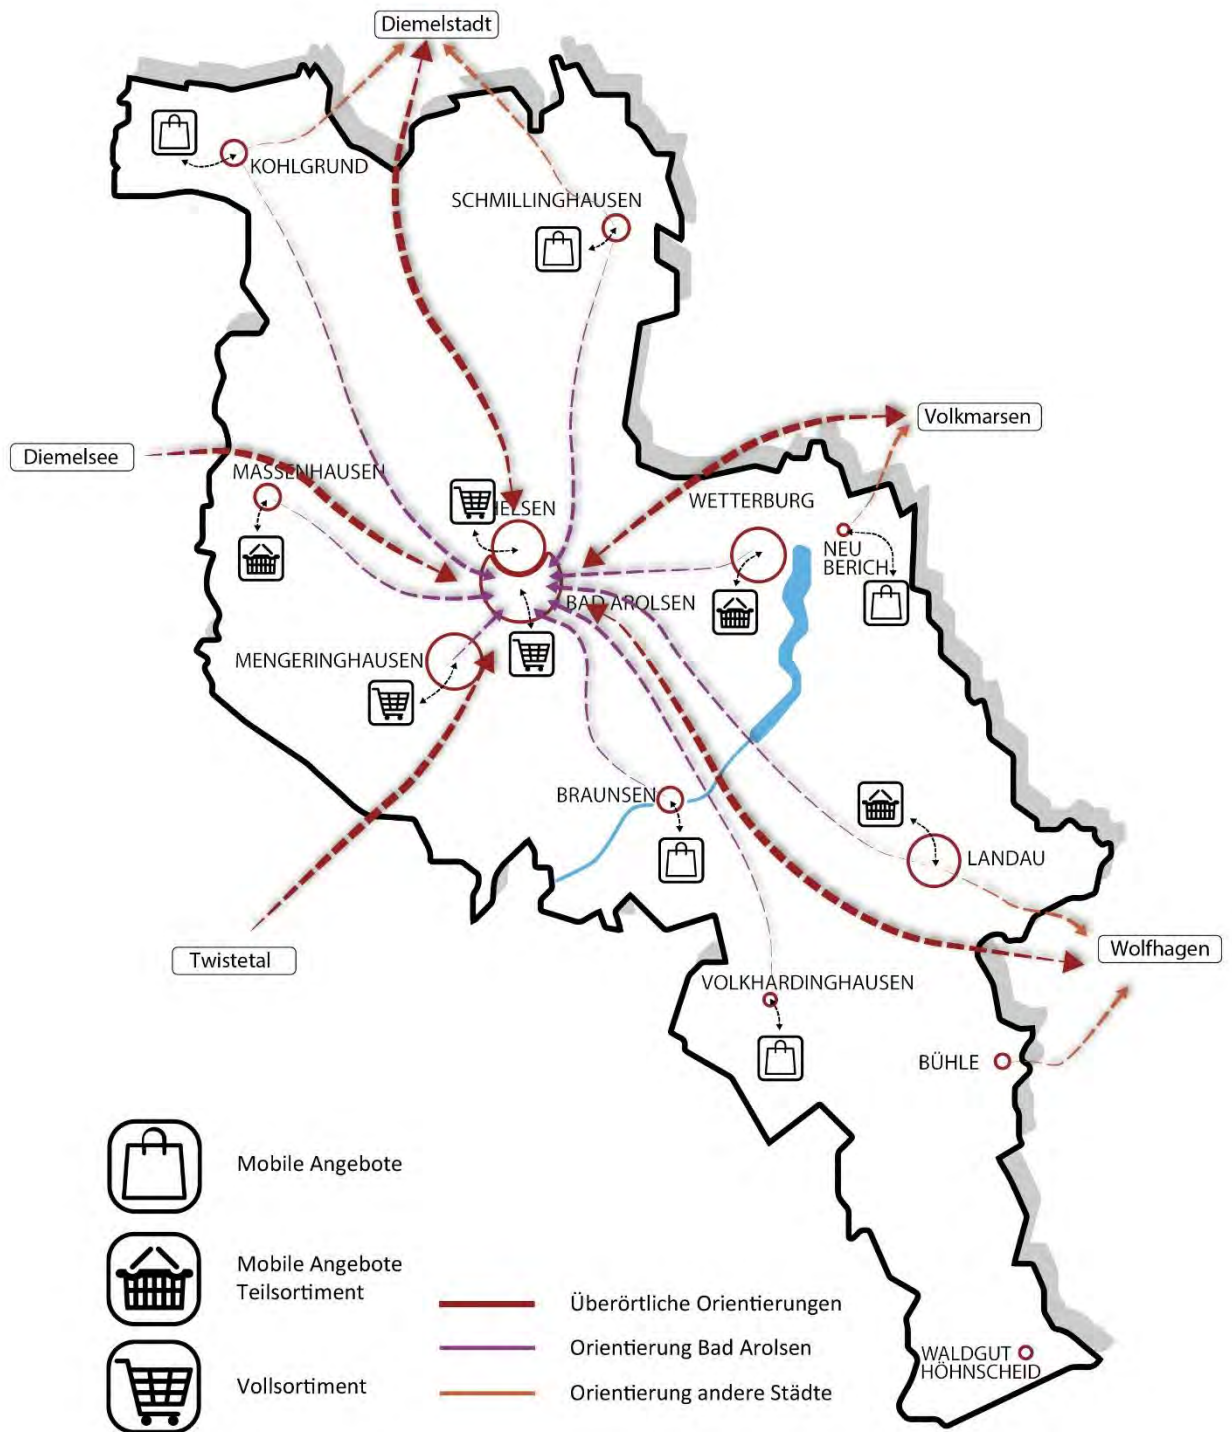 Diemelstadt
KOHLGRUND
SCHMILLINGHAUSEN
Volkmarsen
Diemelsee
MASSENHAUSEN
HELSEN
WETTERBURG
NEU
BERICH
BAD AROLSEN
MENGERINGHAUSEN
BRAUNSEN
LANDAU
Twistetal
Wolfhagen
VOLKHARDINGHAUSEN
BÜHLE
Mobile Angebote
Mobile Angebote
Teilsortiment
Vollsortiment
Überörtliche Orientierungen
Orientierung Bad Arolsen
Orientierung andere Städte
WALDGUT
HÖHNSCHEID